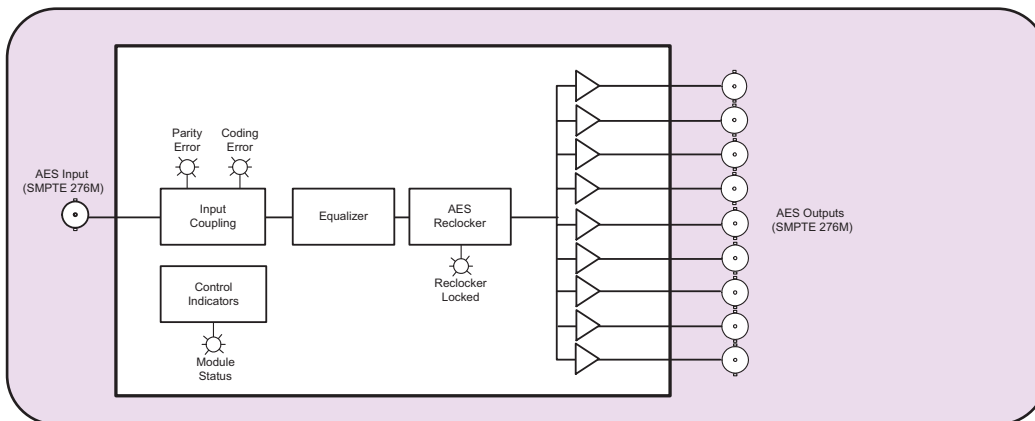 Parity
Error
Coding
Error
AES Input
(SMPTE 276M)
Input
Coupling
Equalizer
AES
Reclocker
AES Outputs
(SMPTE 276M)
Reclocker
Locked
Control
Indicators
Module
Status